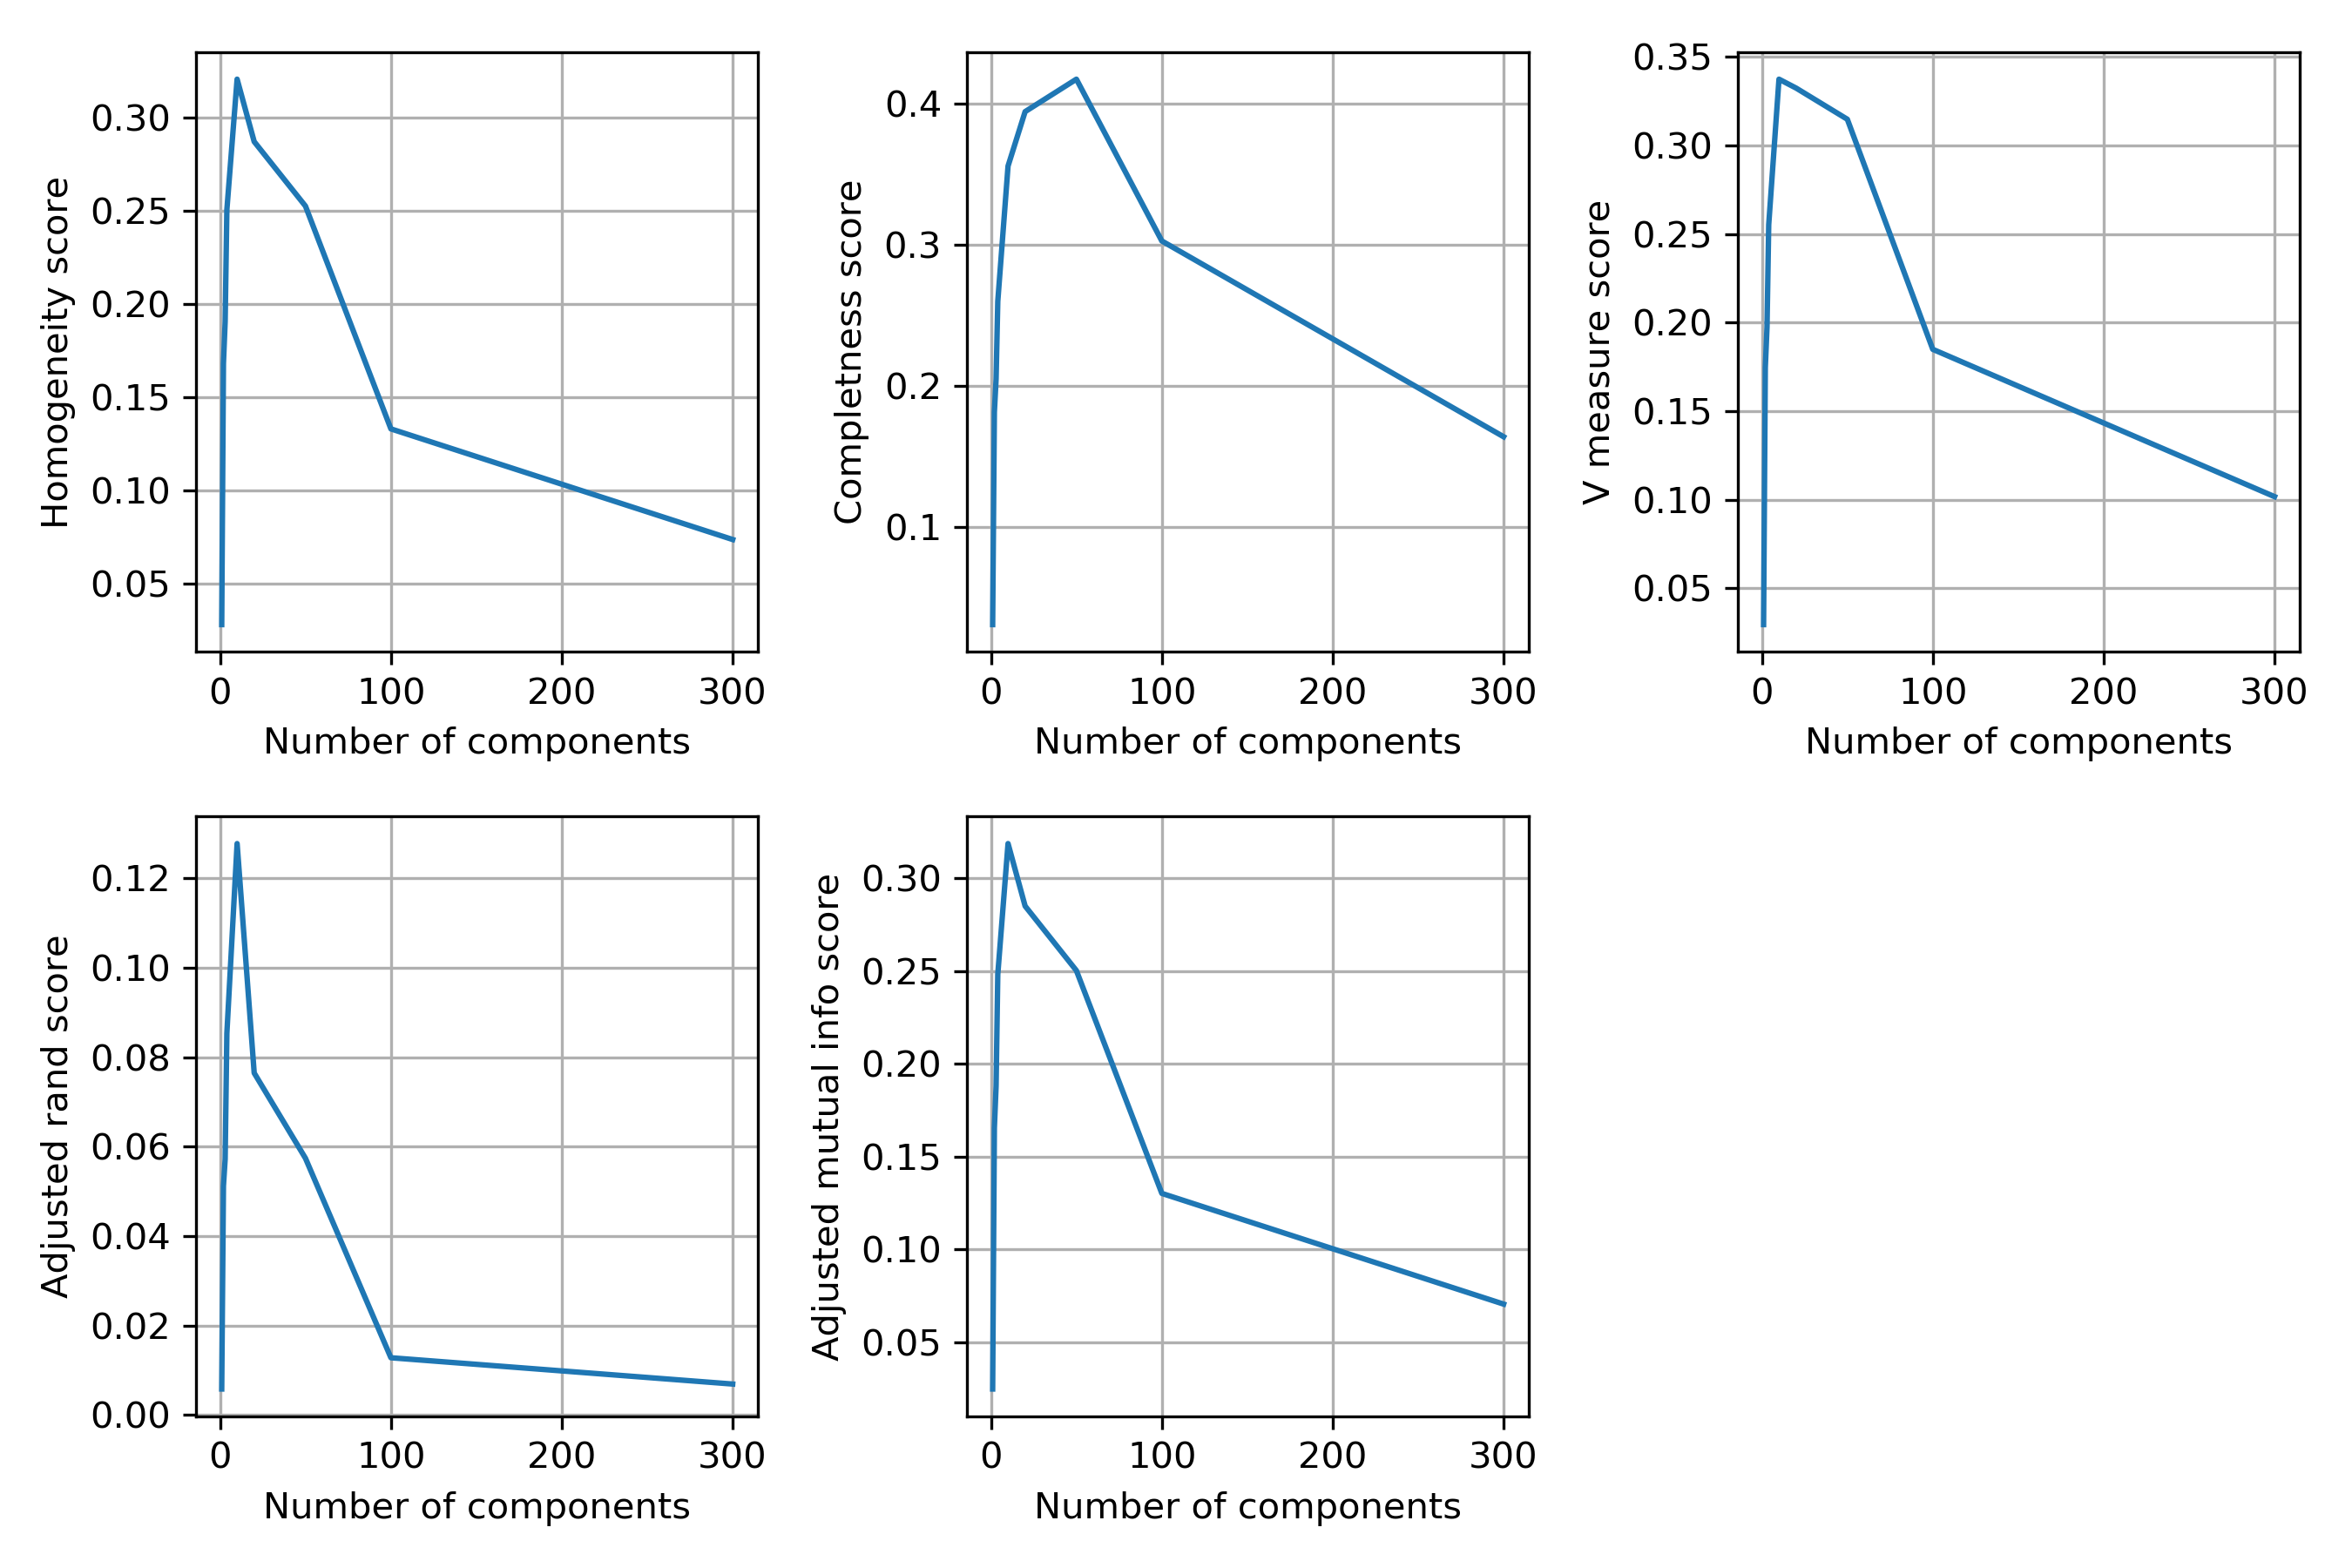 Homogeneity score
0.30
0.25
0.20
0.15
0.10
0.05
0 100 200 300
Number of components
Completness score
0.4
0.3
0.2
0.1
0 100 200 300
Number of components
V measure score
0.35
0.30
0.25
0.20
0.15
0.10
0.05
0 100 200 300
Number of components
Adjusted rand score
0.12
0.10
0.08
0.06
0.04
0.02
0.00
0 100 200 300
Number of components
Adjusted mutual info score
0.30
0.25
0.20
0.15
0.10
0.05
0 100 200 300
Number of components